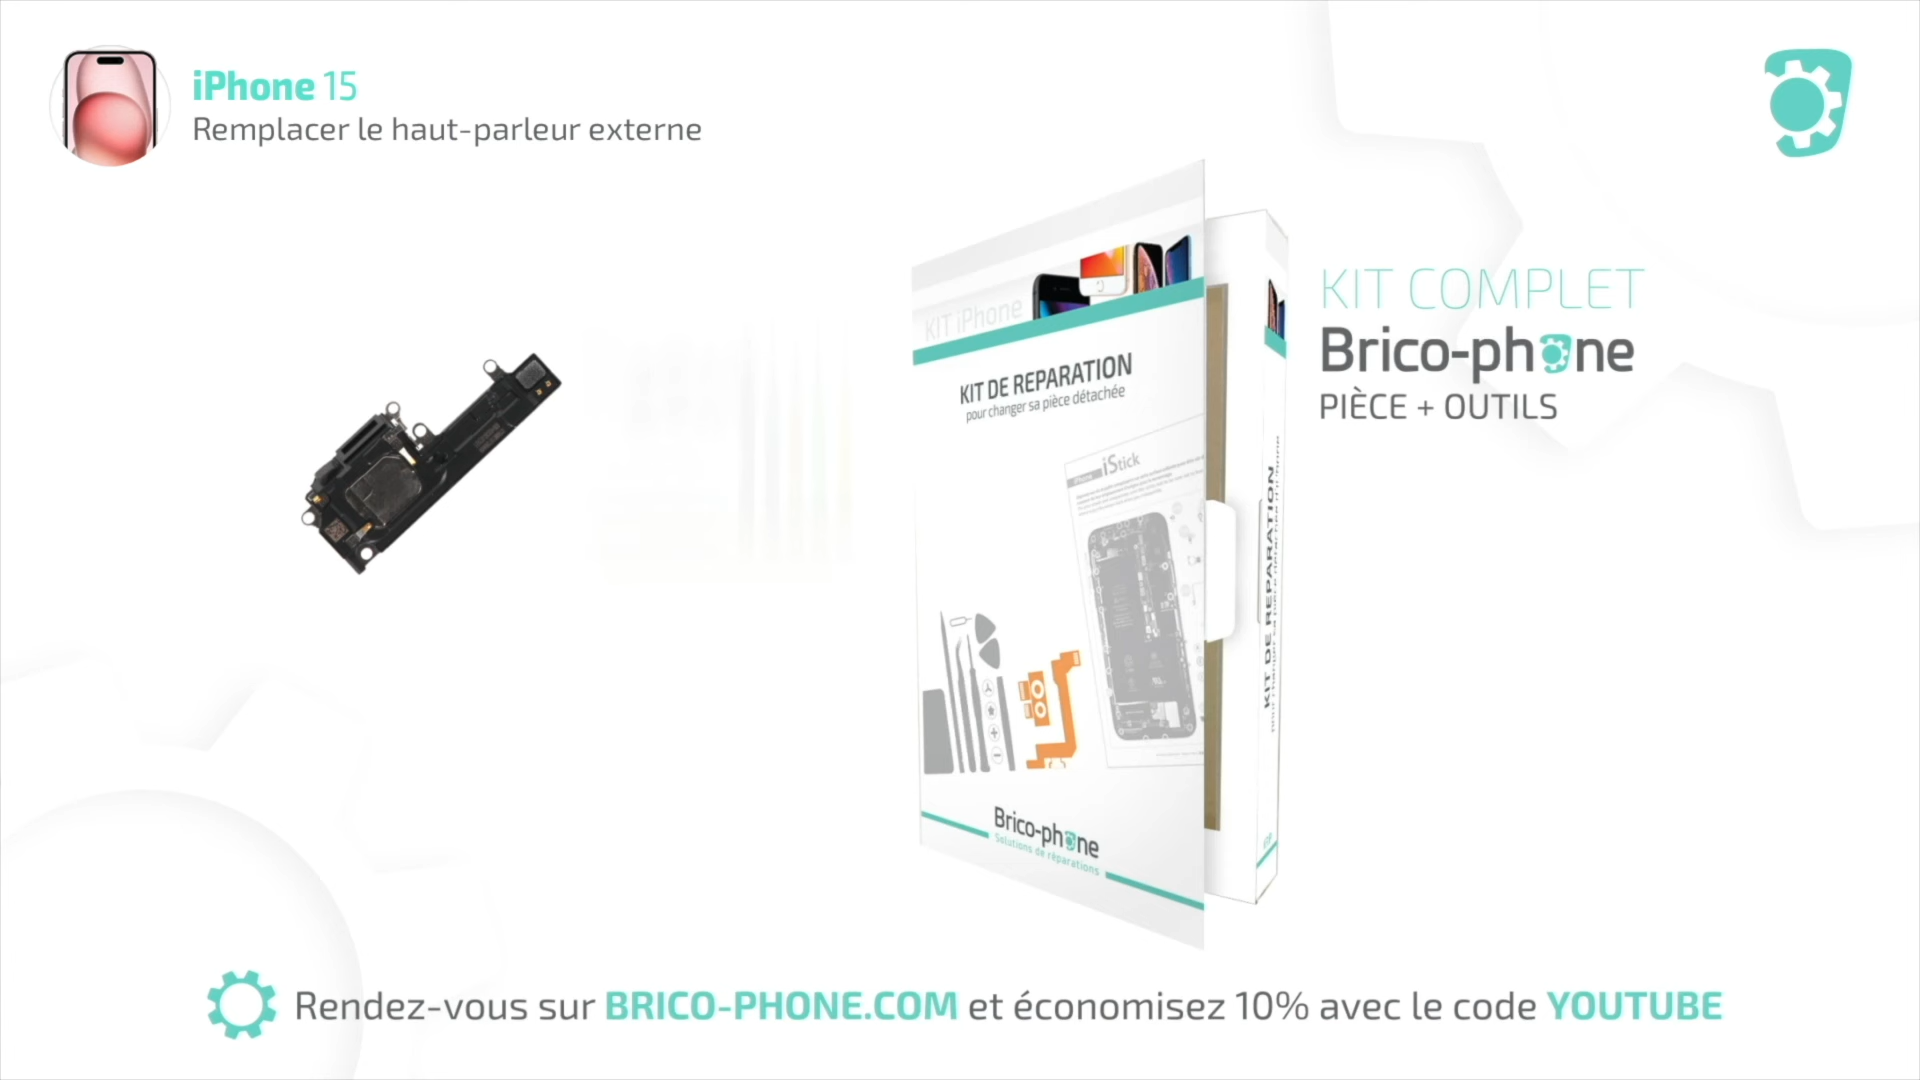 iPhone 15
Remplacer le haut-parleur externe
KIT COMPLET
Brico-phone
PIÈCE + OUTILS
KIT iPhone
KIT DE REPARATION
pour changer sa pièce détachée
iStick
KIT DE REPARATION
Brico-phone
Solutions de réparations
Rendez-vous sur BRICO-PHONE.COM et économisez 10% avec le code YOUTUBE